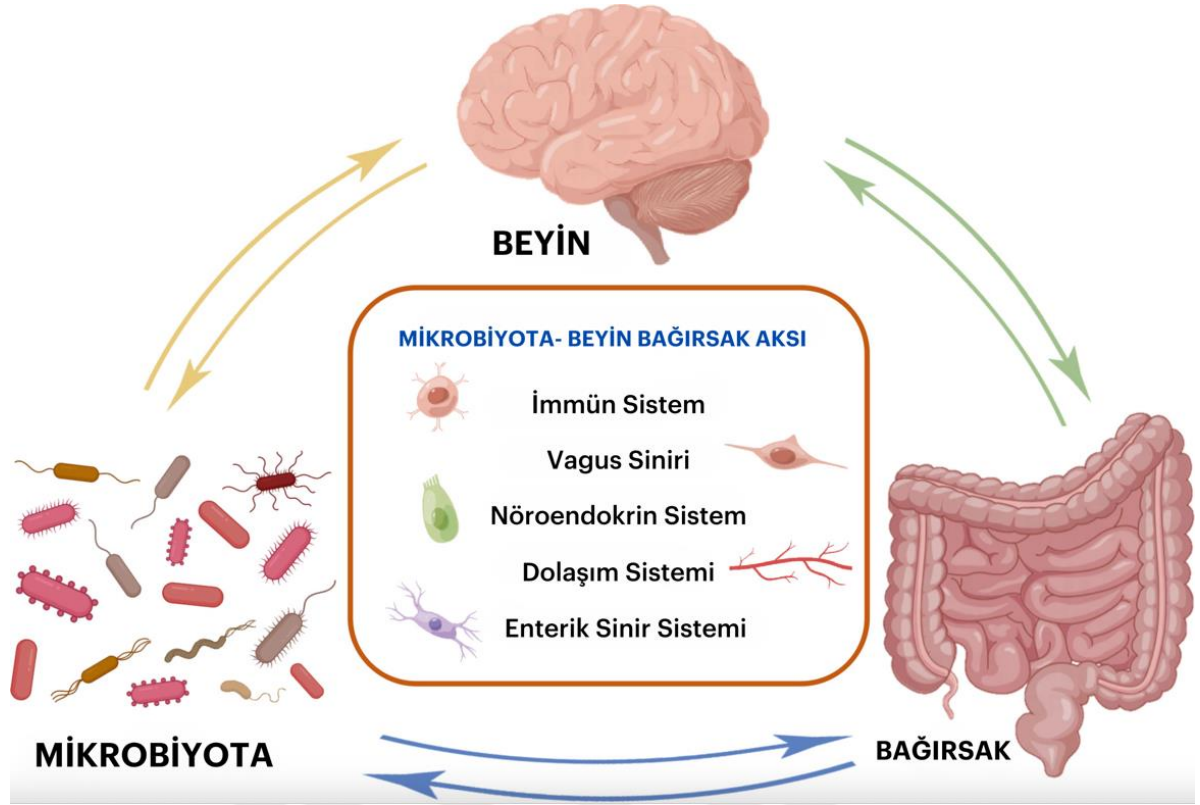 BEYİN
MİKROBİYOTA- BEYİN BAĞIRSAK AKSI
İmmün Sistem
Vagus Siniri
Nöroendokrin Sistem
Dolaşım Sistemi
Enterik Sinir Sistemi
MİKROBİYOTA
BAĞIRSAK